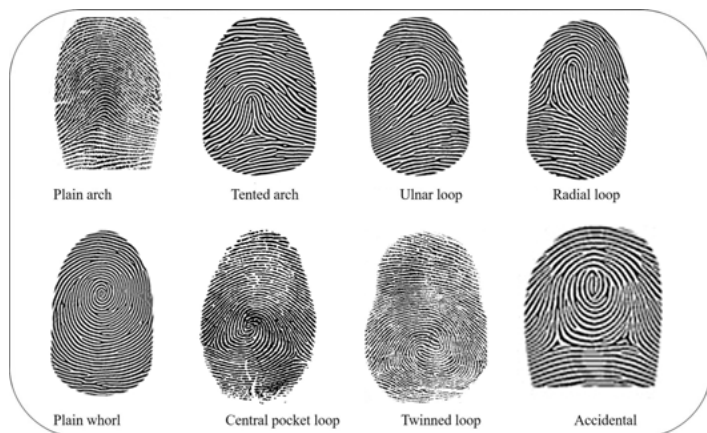 Plain arch
Tented arch
Ulnar loop
Radial loop
Plain whorl
Central pocket loop
Twinned loop
Accidental